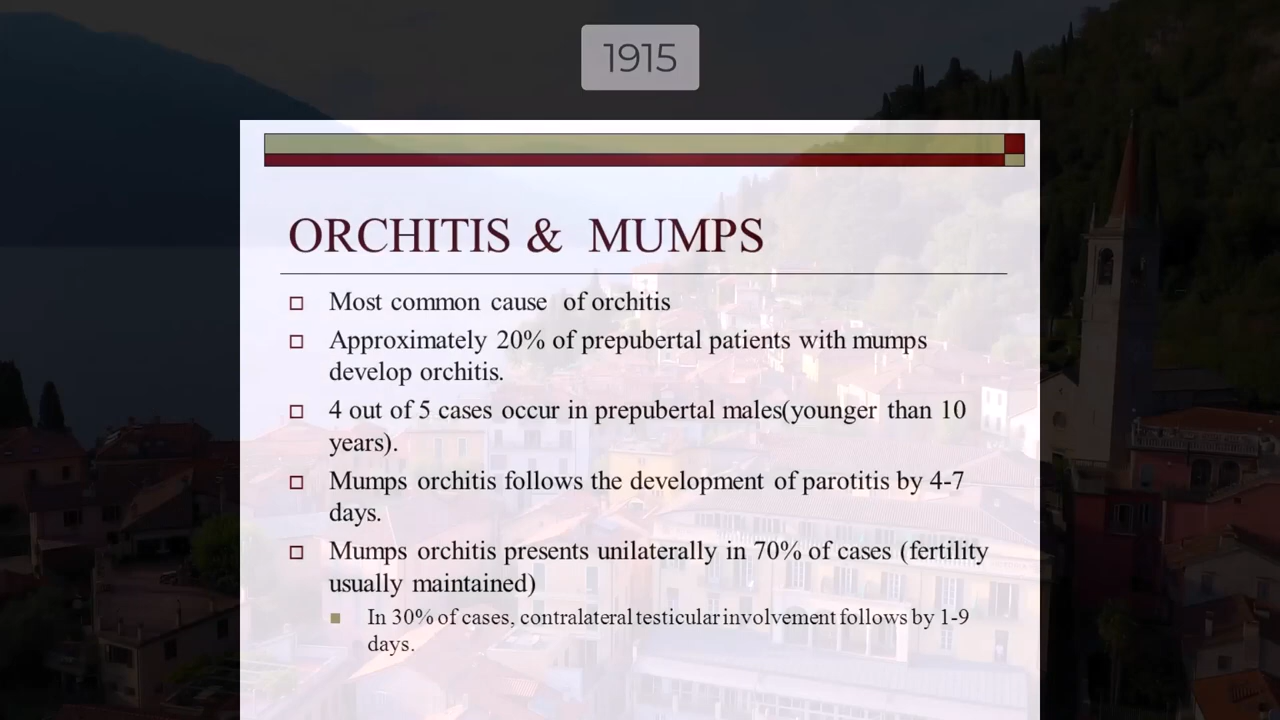 1915
ORCHITIS & MUMPS
Most common cause of orchitis
Approximately 20% of prepubertal patients with mumps
develop orchitis.
4 out of 5 cases occur in prepubertal males(younger than 10
years).
Mumps orchitis follows the development of parotitis by 4-7
days.
Mumps orchitis presents unilaterally in 70% of cases (fertility
usually maintained)
In 30% of cases, contralateral testicular involvement follows by 1-9
days.